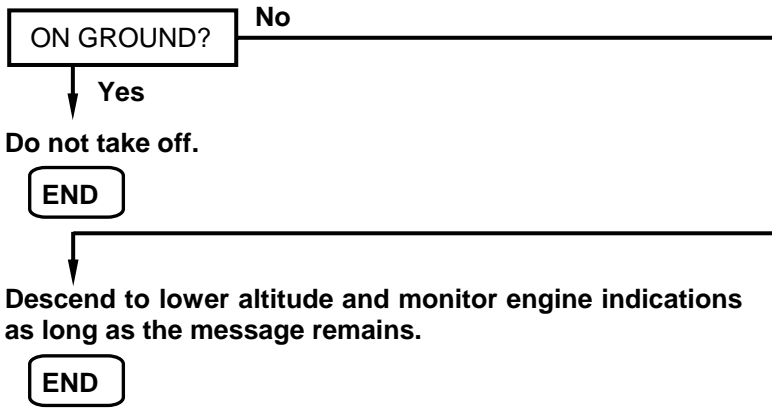 No
ON GROUND?
Yes
Do not take off.
END
Descend to lower altitude and monitor engine indications
as long as the message remains.
END